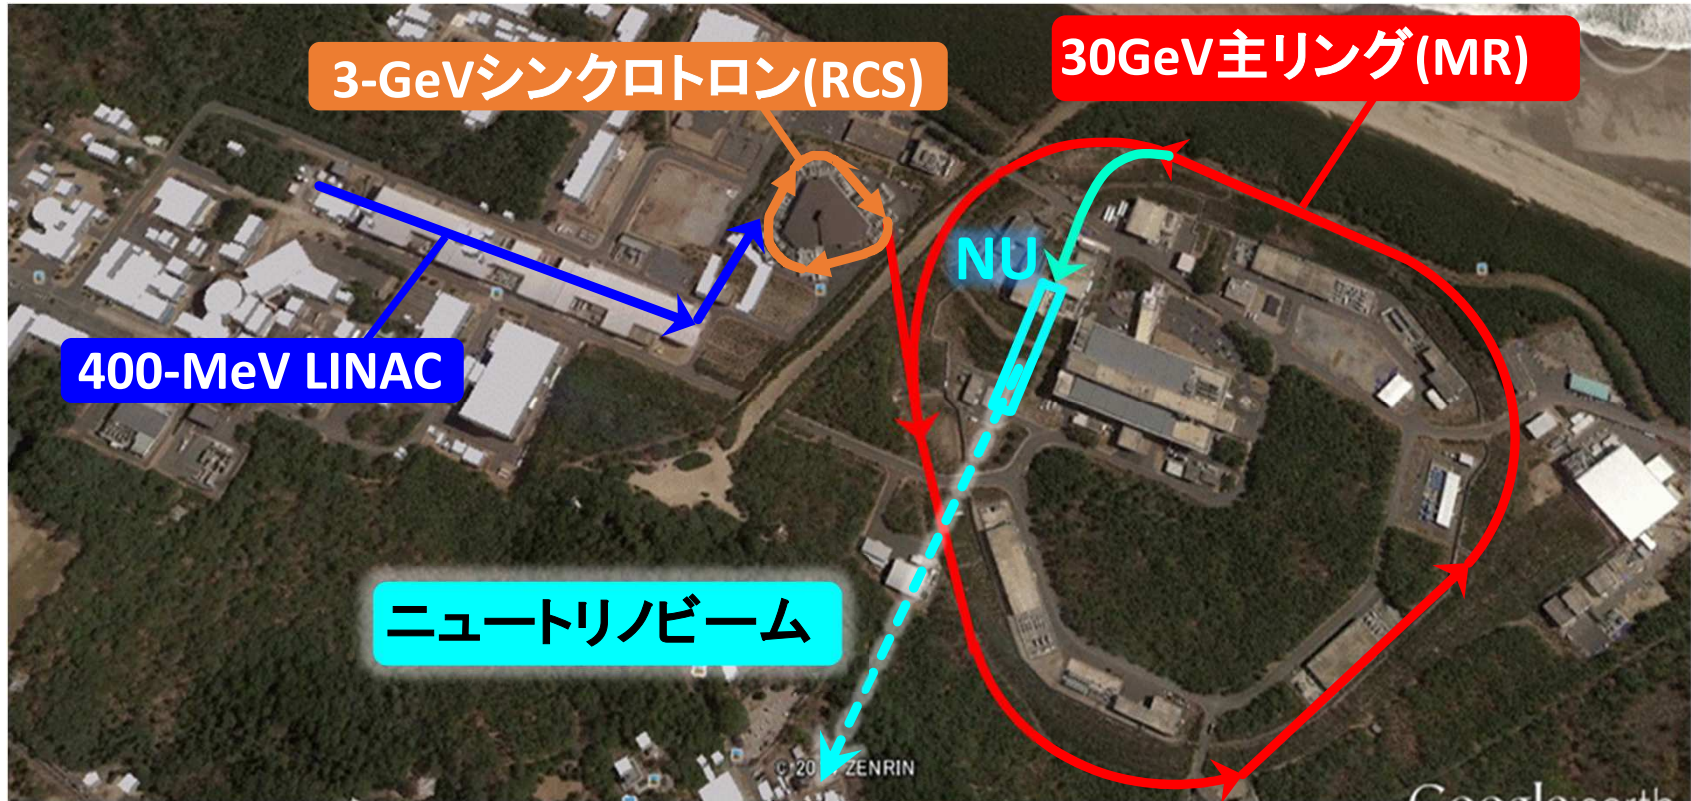 30GeV主リング(MR)
3-GeVシンクロトロン(RCS)
NU
400-MeV LINAC
ニュートリノビーム
ZENRIN